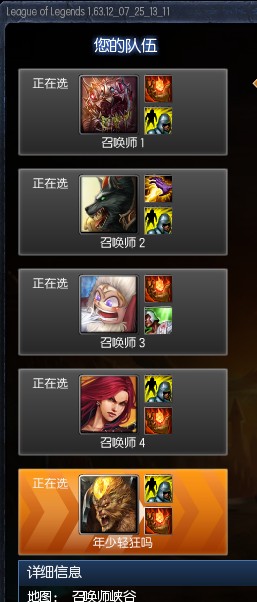 League of Legends 1.63.12_07_25_13_11
您的队伍
正在选
召唤师 1
正在选
召唤师 2
正在选
召唤师 3
正在选
召唤师 4
正在选
年少轻狂吗
详细信息
地图： 召唤师峡谷